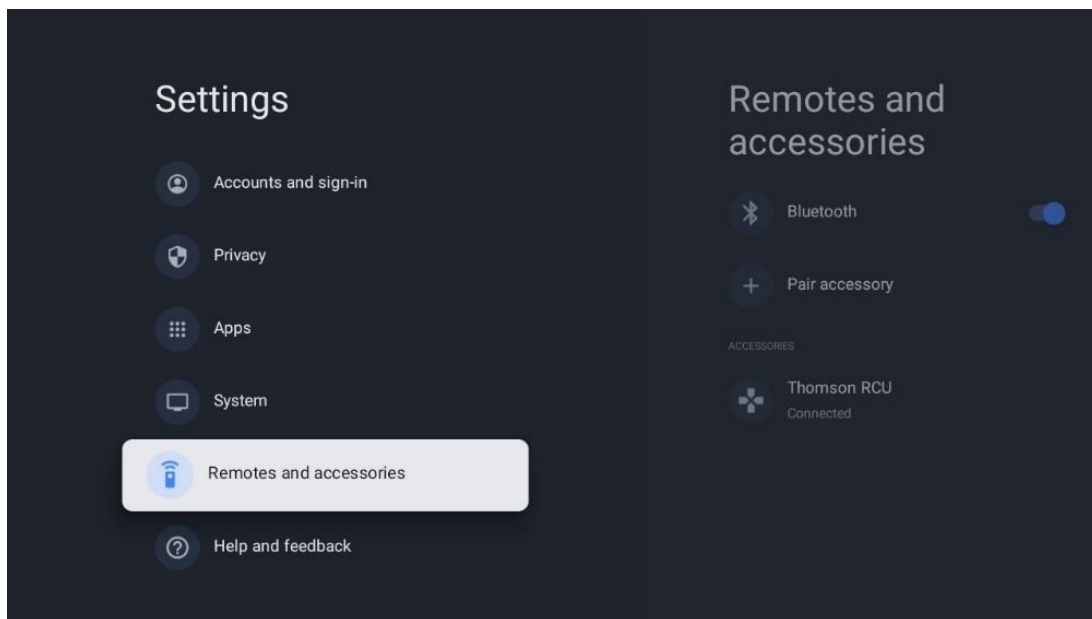 Settings
Accounts and sign-in
Privacy
Apps
System
Remotes and accessories
Help and feedback
Remotes and
accessories
Bluetooth
Pair accessory
ACCESSORIES
Thomson RCU
Connected